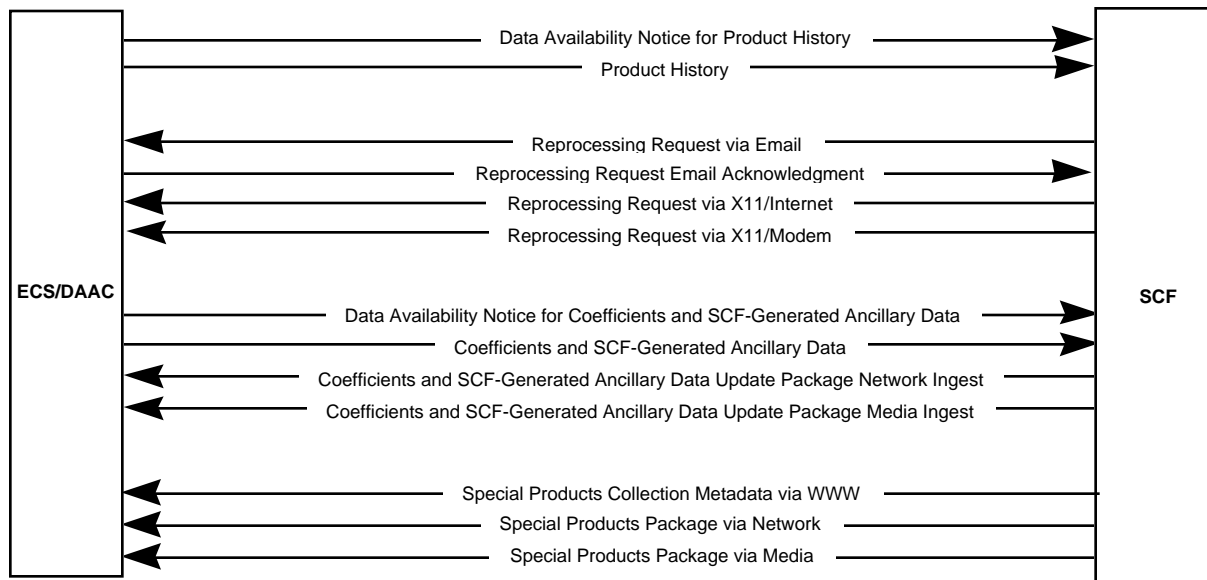 Data Availability Notice for Product History
Product History
Reprocessing Request via Email
Reprocessing Request Email Acknowledgment
Reprocessing Request via X11/Internet
Reprocessing Request via X11/Modem
ECS/DAAC
SCF
Data Availability Notice for Coefficients and SCF-Generated Ancillary Data
Coefficients and SCF-Generated Ancillary Data
Coefficients and SCF-Generated Ancillary Data Update Package Network Ingest
Coefficients and SCF-Generated Ancillary Data Update Package Media Ingest
Special Products Collection Metadata via WWW
Special Products Package via Network
Special Products Package via Media